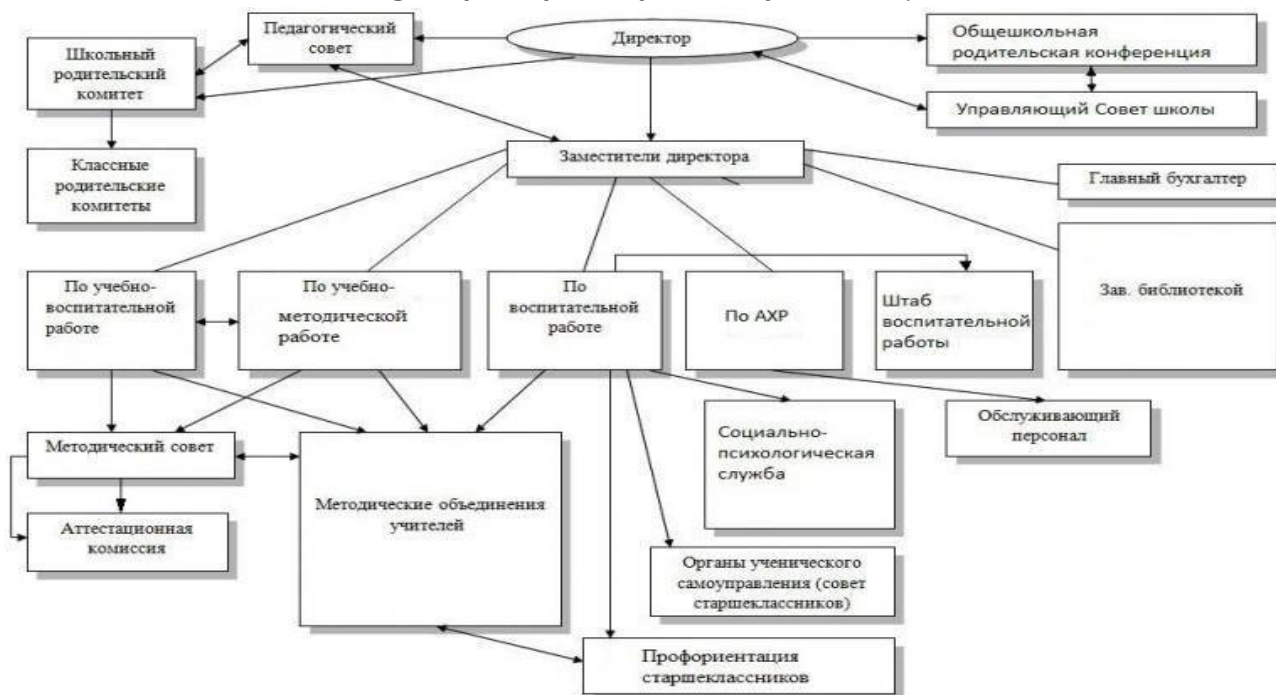 Педагогический
совет
Директор
Общешкольная
родительская конференция
Школьный
родительский
комитет
Управляющий Совет школы
Классные
родительские
комитеты
Заместители директора
Главный бухгалтер
По учебно-
воспитательной
работе
По учебно-
методической
работе
По
воспитательной
работе
По АХР
Штаб
воспитательной
работы
Зав. библиотекой
Методический совет
Методические объединения
учителей
Социально-
психологическая
служба
Обслуживающий
персонал
Аттестационная
комиссия
Органы ученического
самоуправления (совет
старшеклассников)
Профориентация
старшеклассников